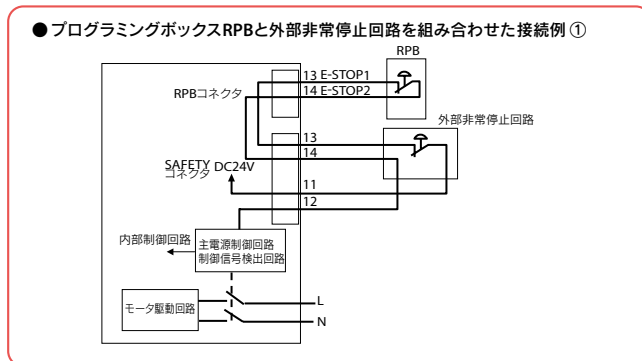 ●プログラミングボックスRPBと外部非常停止回路を組み合わせた接続例①
RPB
13 E-STOP1
14 E-STOP2
RPBコネクタ
外部非常停止回路
13
14
SAFETY DC24V
コネクタ
11
12
内部制御回路
主電源制御回路
制御信号検出回路
モータ駆動回路
L
N